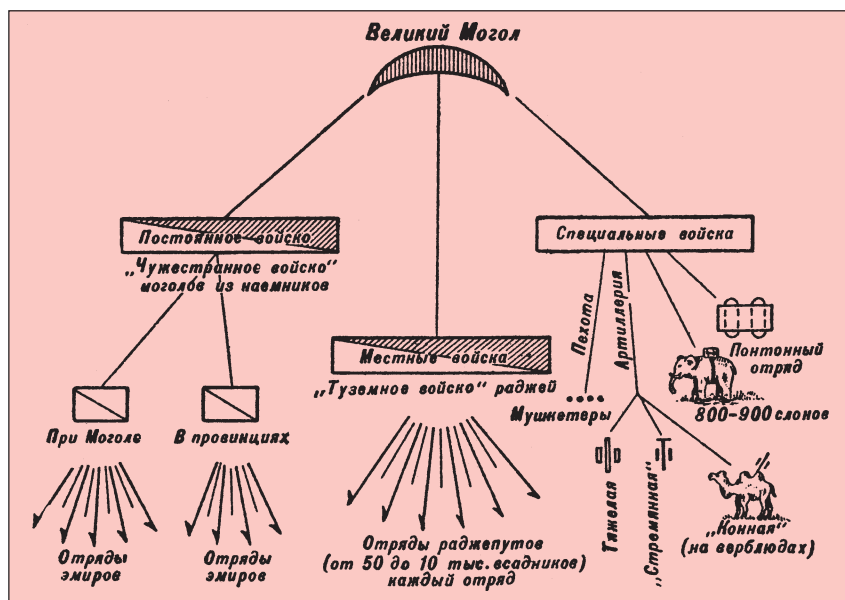 Великий Могол
Постоянное войско
„Чужестранное войско“
моголов из наемников
При Моголе
В провинциях
Отряды
эмиров
Отряды
эмиров
Местные войска
„Туземное войско“ раджей
Отряды раджепутов
(от 50 до 10 тыс. всадников)
каждый отряд
Специальные войска
Пехота
Артиллерия
Мушкетеры
Понтонный
отряд
800-900 слонов
Тяжелая
„Стремянная“
„Конная“
(на верблюдах)